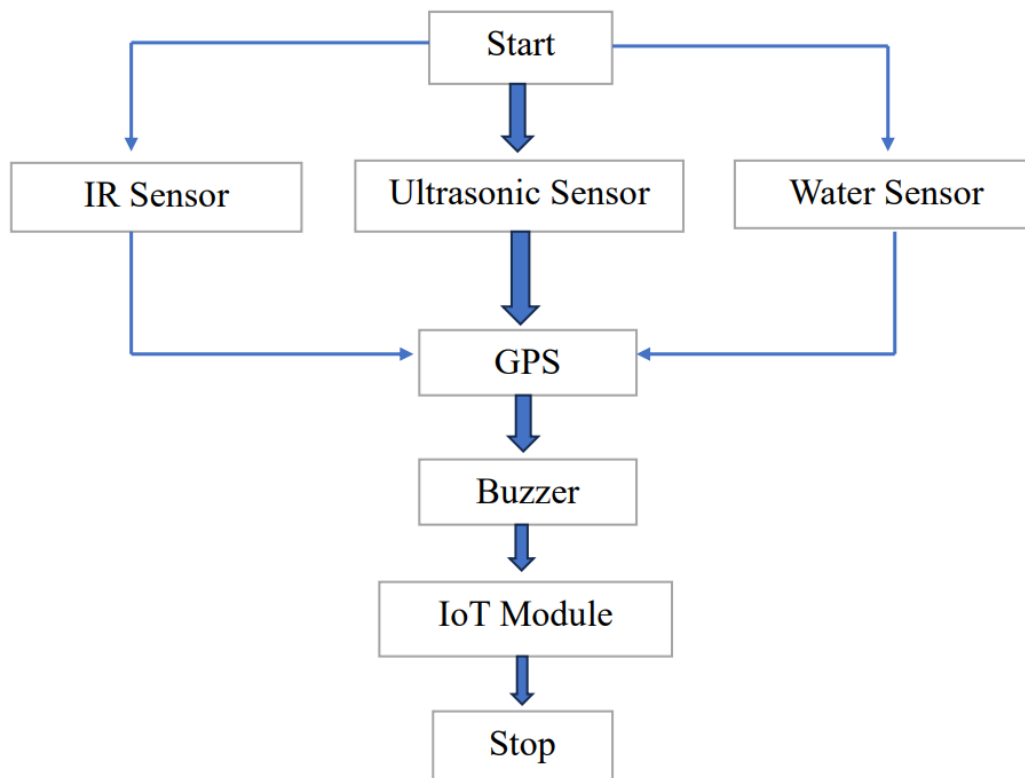 Start
IR Sensor
Ultrasonic Sensor
Water Sensor
GPS
Buzzer
IoT Module
Stop